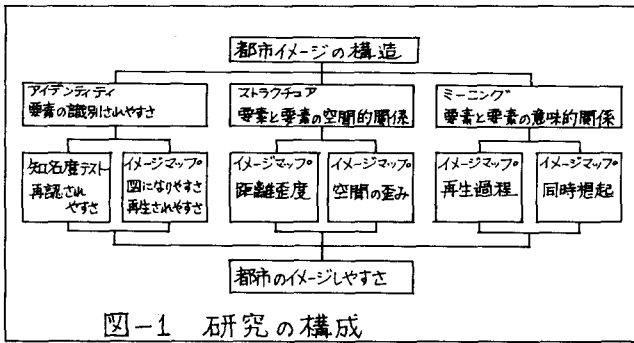 都市イメージの構造
アイデンティティ
要素の識別されやすさ
ストラクチュア
要素と要素の空間的関係
ミーニング
要素と要素の意味的関係
知名度テスト
再認され
やすさ
イメージマップ
図になりやすさ
再生されやすさ
イメージマップ
距離歪度
イメージマップ
空間の歪み
イメージマップ
再生過程
イメージマップ
同時想起
都市のイメージしやすさ
図-1 研究の構成